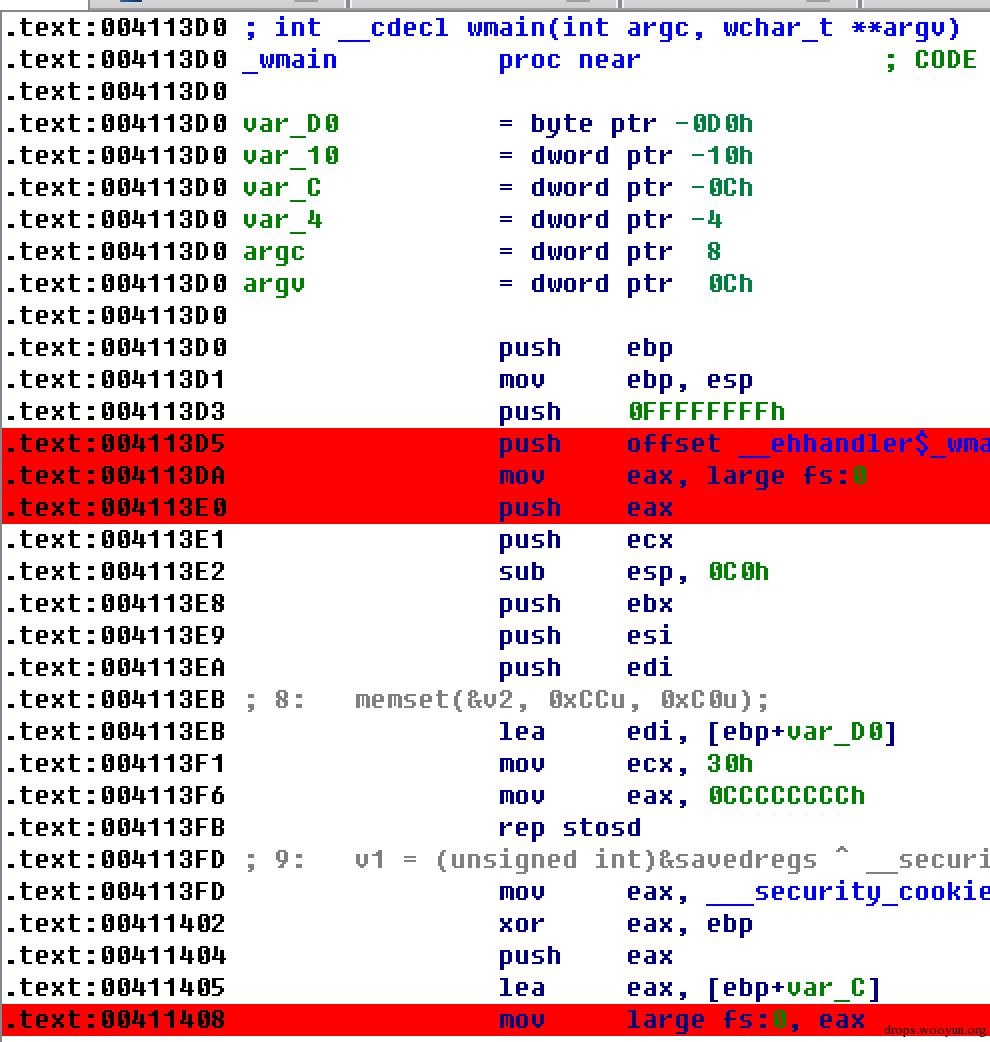 .text:004113D0 ; int __cdecl wmain(int argc, wchar_t **argv)
.text:004113D0 _wmain proc near ; CODE
.text:004113D0
.text:004113D0 var_D0 = byte ptr -0D0h
.text:004113D0 var_10 = dword ptr -10h
.text:004113D0 var_C = dword ptr -0Ch
.text:004113D0 var_4 = dword ptr -4
.text:004113D0 argc = dword ptr 8
.text:004113D0 argv = dword ptr 0Ch
.text:004113D0
.text:004113D0 push ebp
.text:004113D1 mov ebp, esp
.text:004113D3 push 0FFFFFFFFh
.text:004113D5 push offset __ehhandler$_wma
.text:004113DA mov eax, large fs:0
.text:004113E0 push eax
.text:004113E1 push ecx
.text:004113E2 sub esp, 0C0h
.text:004113E8 push ebx
.text:004113E9 push esi
.text:004113EA push edi
.text:004113EB ; 8: memset(&v2, 0xCCu, 0xC0u);
.text:004113EB lea edi, [ebp+var_D0]
.text:004113F1 mov ecx, 30h
.text:004113F6 mov eax, 0CCCCCCCCh
.text:004113FB rep stosd
.text:004113FD ; 9: v1 = (unsigned int)&savedregs ^ __securi
.text:004113FD mov eax, ___security_cookie
.text:00411402 xor eax, ebp
.text:00411404 push eax
.text:00411405 lea eax, [ebp+var_C]
.text:00411408 mov large fs:0, eax
drops.wooyun.org